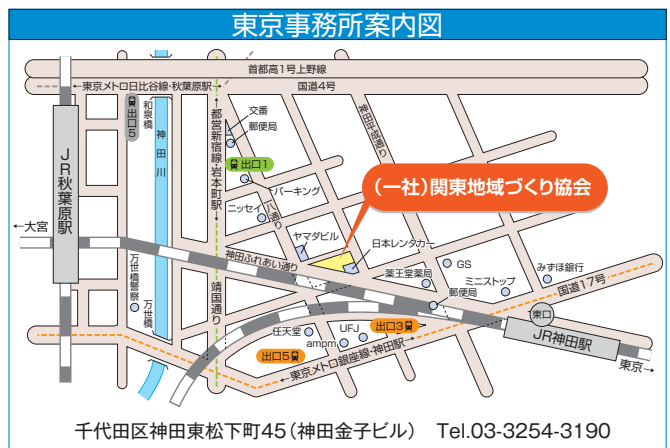 東京事務所案内図
首都高1号上野線
←東京メトロ日比谷線・秋葉原駅→
国道4号
出口5
和泉橋
神田川
交番
郵便局
神田平成通り
←都営新宿線・岩本町駅→
出口1
JR秋葉原駅
パーキング
(一社)関東地域づくり協会
ニッセイ
八通り
←大宮
ヤマダビル
日本レンタカー
神田ふれあい通り
GS
みずほ銀行
薬王堂薬局
ミニストップ
国道17号
万世橋警察
万世橋
靖国通り
郵便局
東口
任天堂
UFJ
出口3
JR神田駅
ampm
出口5
←東京メトロ銀座線・神田駅→
東京→
千代田区神田東松下町45(神田金子ビル) Tel.03-3254-3190